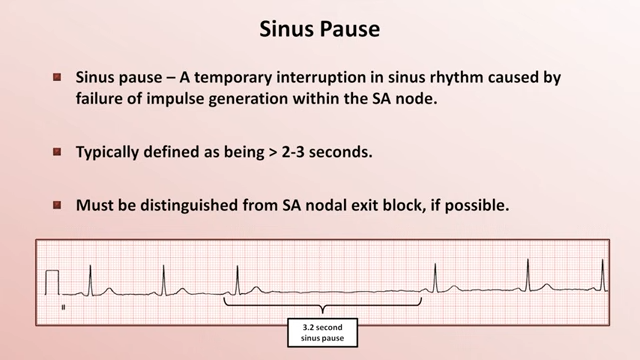 Sinus Pause
Sinus pause – A temporary interruption in sinus rhythm caused by
failure of impulse generation within the SA node.
Typically defined as being > 2-3 seconds.
Must be distinguished from SA nodal exit block, if possible.
II
3.2 second
sinus pause